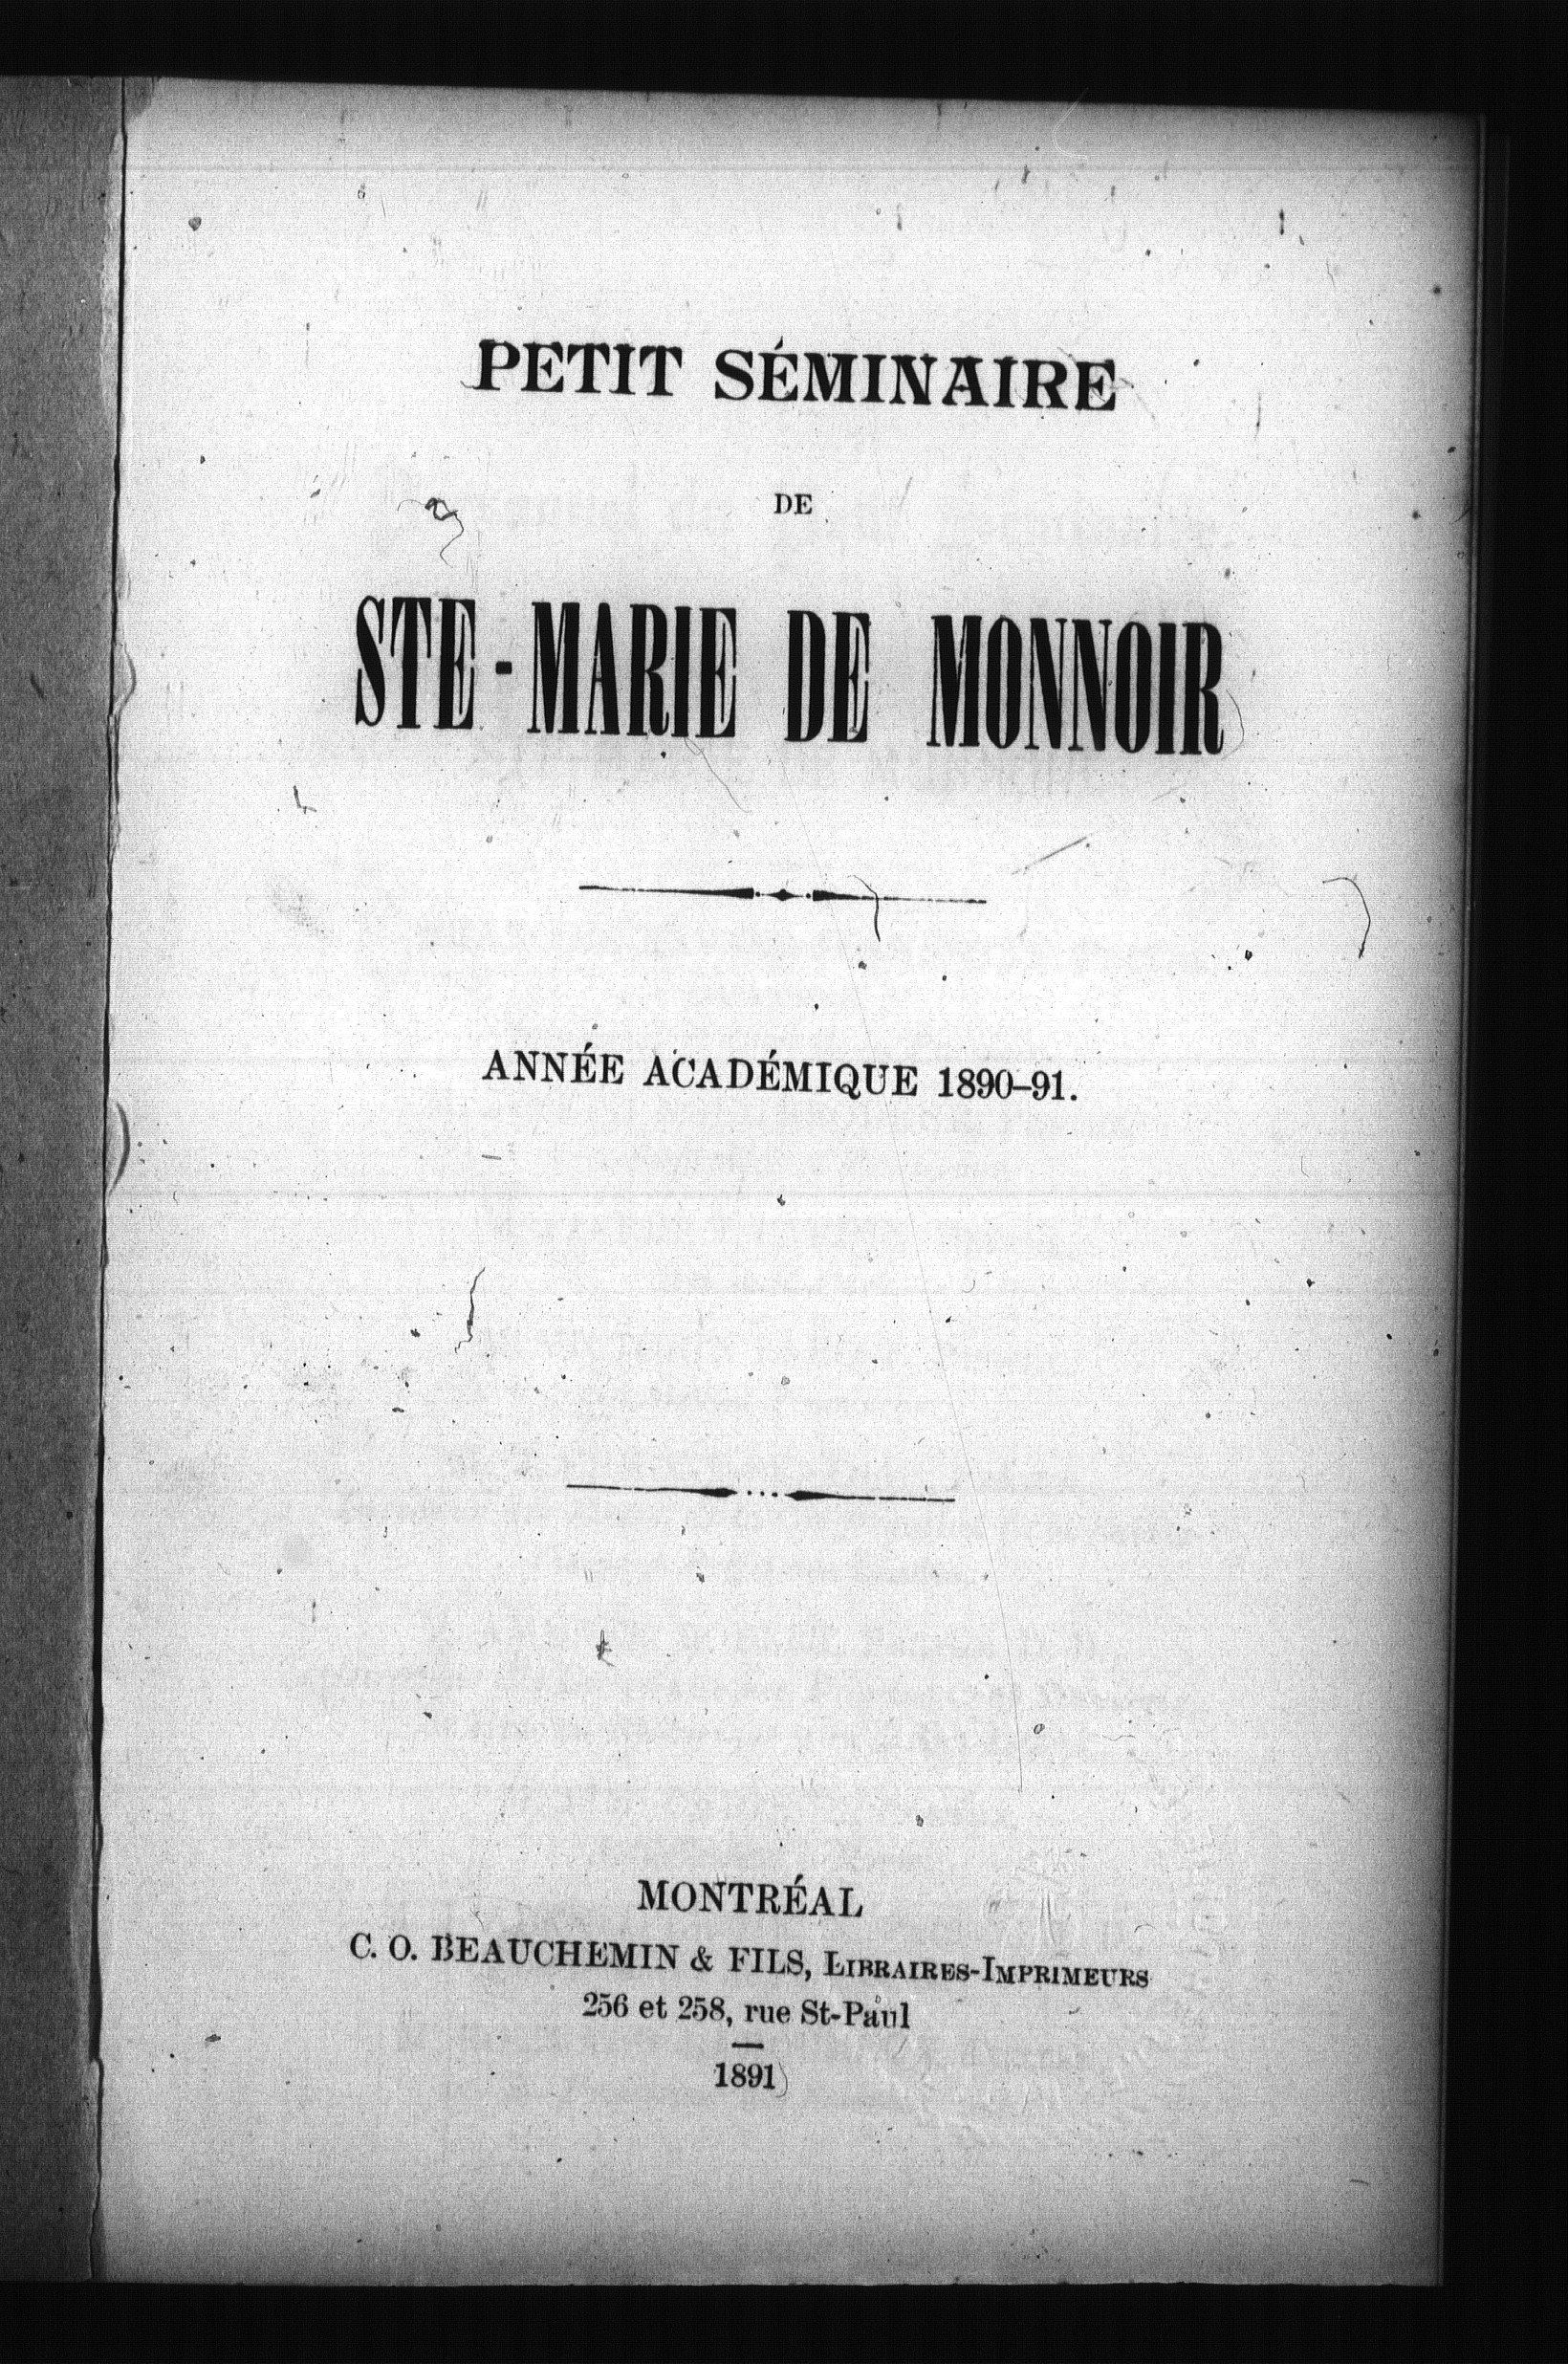 PETIT SÉMINAIRE
DE
STE-MARIE DE MONNOIR
ANNÉE ACADÉMIQUE 1890-91.
MONTRÉAL
C. O. BEAUCHEMIN & FILS, LIBRAIRES-IMPRIMEURS
256 et 258, rue St-Paul
1891